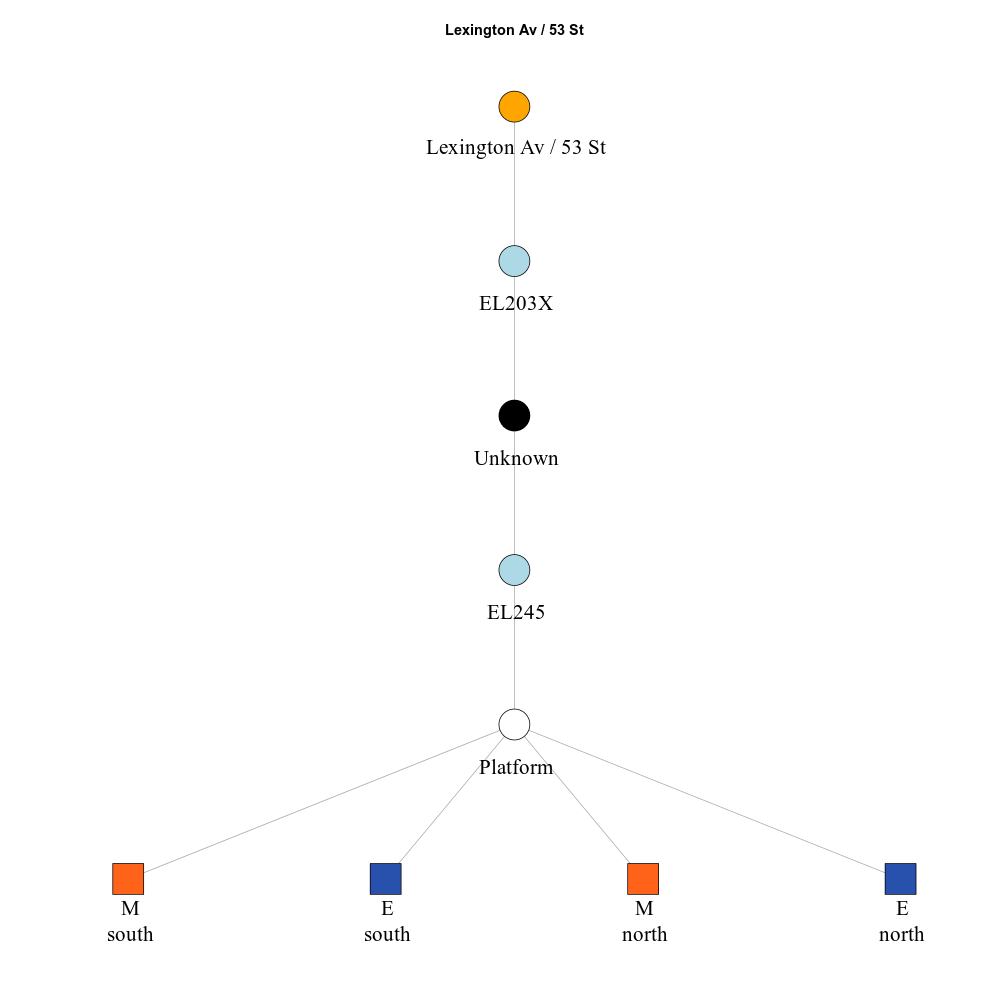 Lexington Av / 53 St
Lexington Av / 53 St
EL203X
Unknown
EL245
Platform
M
south
E
south
M
north
E
north